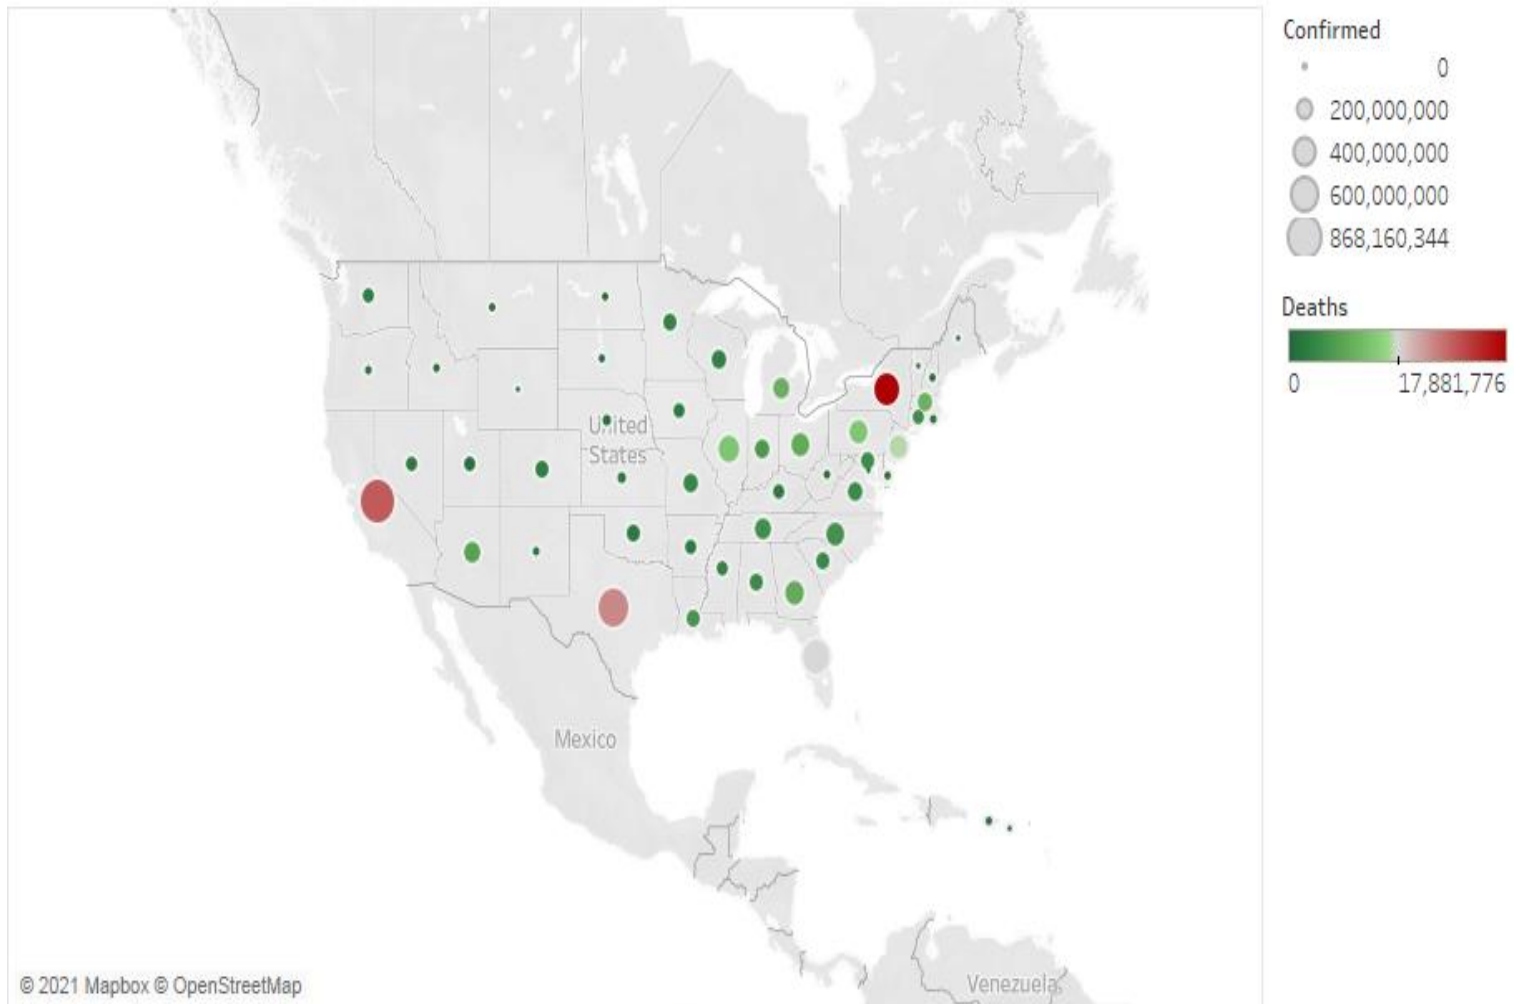 Confirmed
0
200,000,000
400,000,000
600,000,000
868,160,344
Deaths
0 17,881,776
United
States
Mexico
Venezuela
© 2021 Mapbox © OpenStreetMap